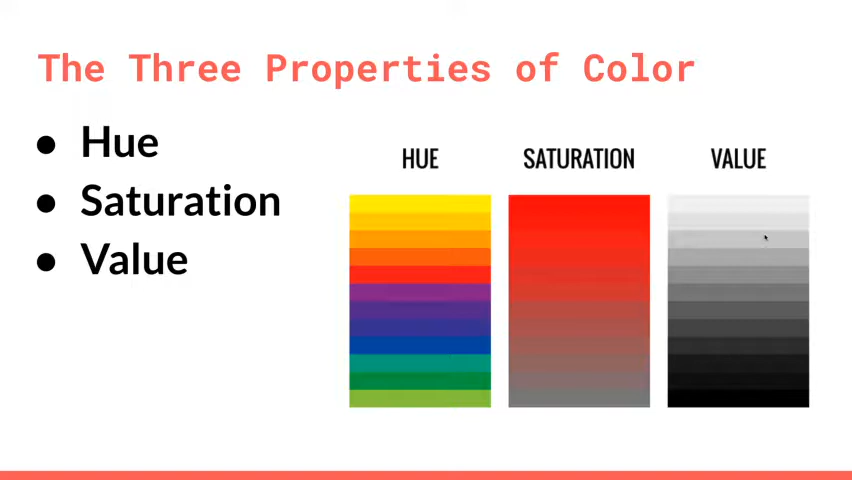 The Three Properties of Color
● Hue
● Saturation
● Value
HUE
SATURATION
VALUE